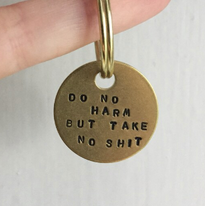 DO NO
HARM
BUT TAKE
NO SHIT